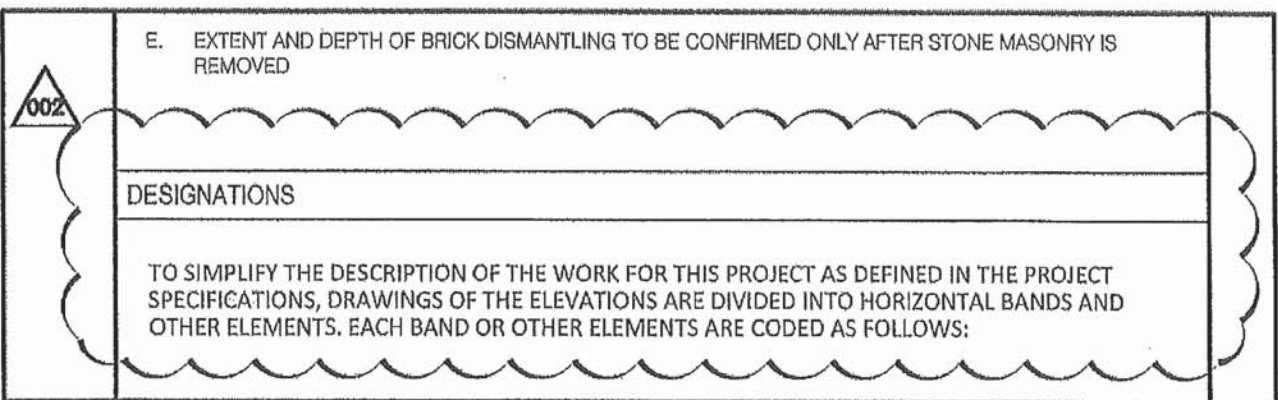 E. EXTENT AND DEPTH OF BRICK DISMANTLING TO BE CONFIRMED ONLY AFTER STONE MASONRY IS
REMOVED
002
DESIGNATIONS
TO SIMPLIFY THE DESCRIPTION OF THE WORK FOR THIS PROJECT AS DEFINED IN THE PROJECT
SPECIFICATIONS, DRAWINGS OF THE ELEVATIONS ARE DIVIDED INTO HORIZONTAL BANDS AND
OTHER ELEMENTS. EACH BAND OR OTHER ELEMENTS ARE CODED AS FOLLOWS: